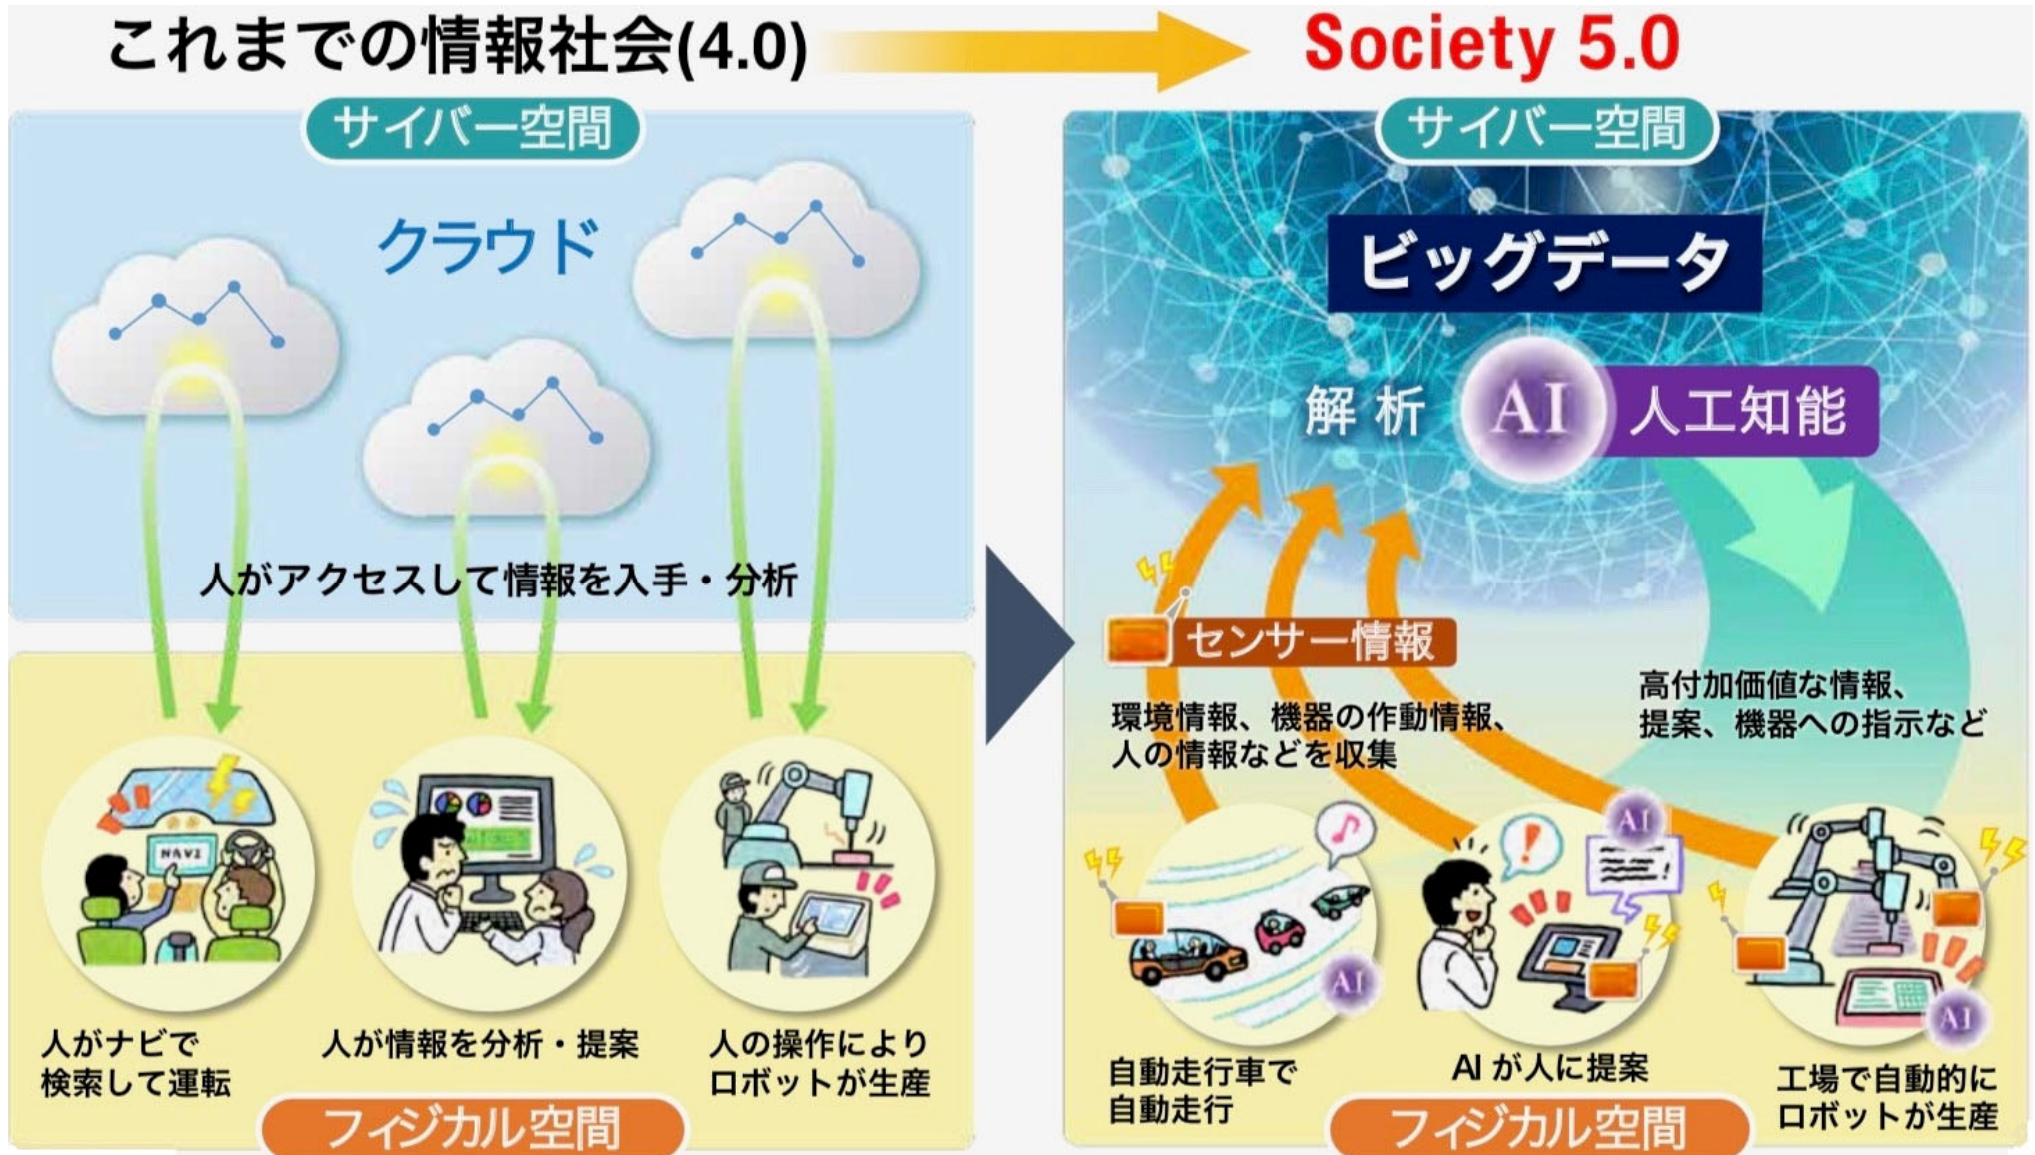 これまでの情報社会(4.0)
Society 5.0
サイバー空間
クラウド
人がアクセスして情報を入手・分析
NAVI
人がナビで
検索して運転
人が情報を分析・提案
人の操作により
ロボットが生産
フィジカル空間
サイバー空間
ビッグデータ
解析
AI
人工知能
センサー情報
環境情報、機器の作動情報、
人の情報などを収集
高付加価値な情報、
提案、機器への指示など
AI
!
AI
AI
自動走行車で
自動走行
AIが人に提案
工場で自動的に
ロボットが生産
フィジカル空間